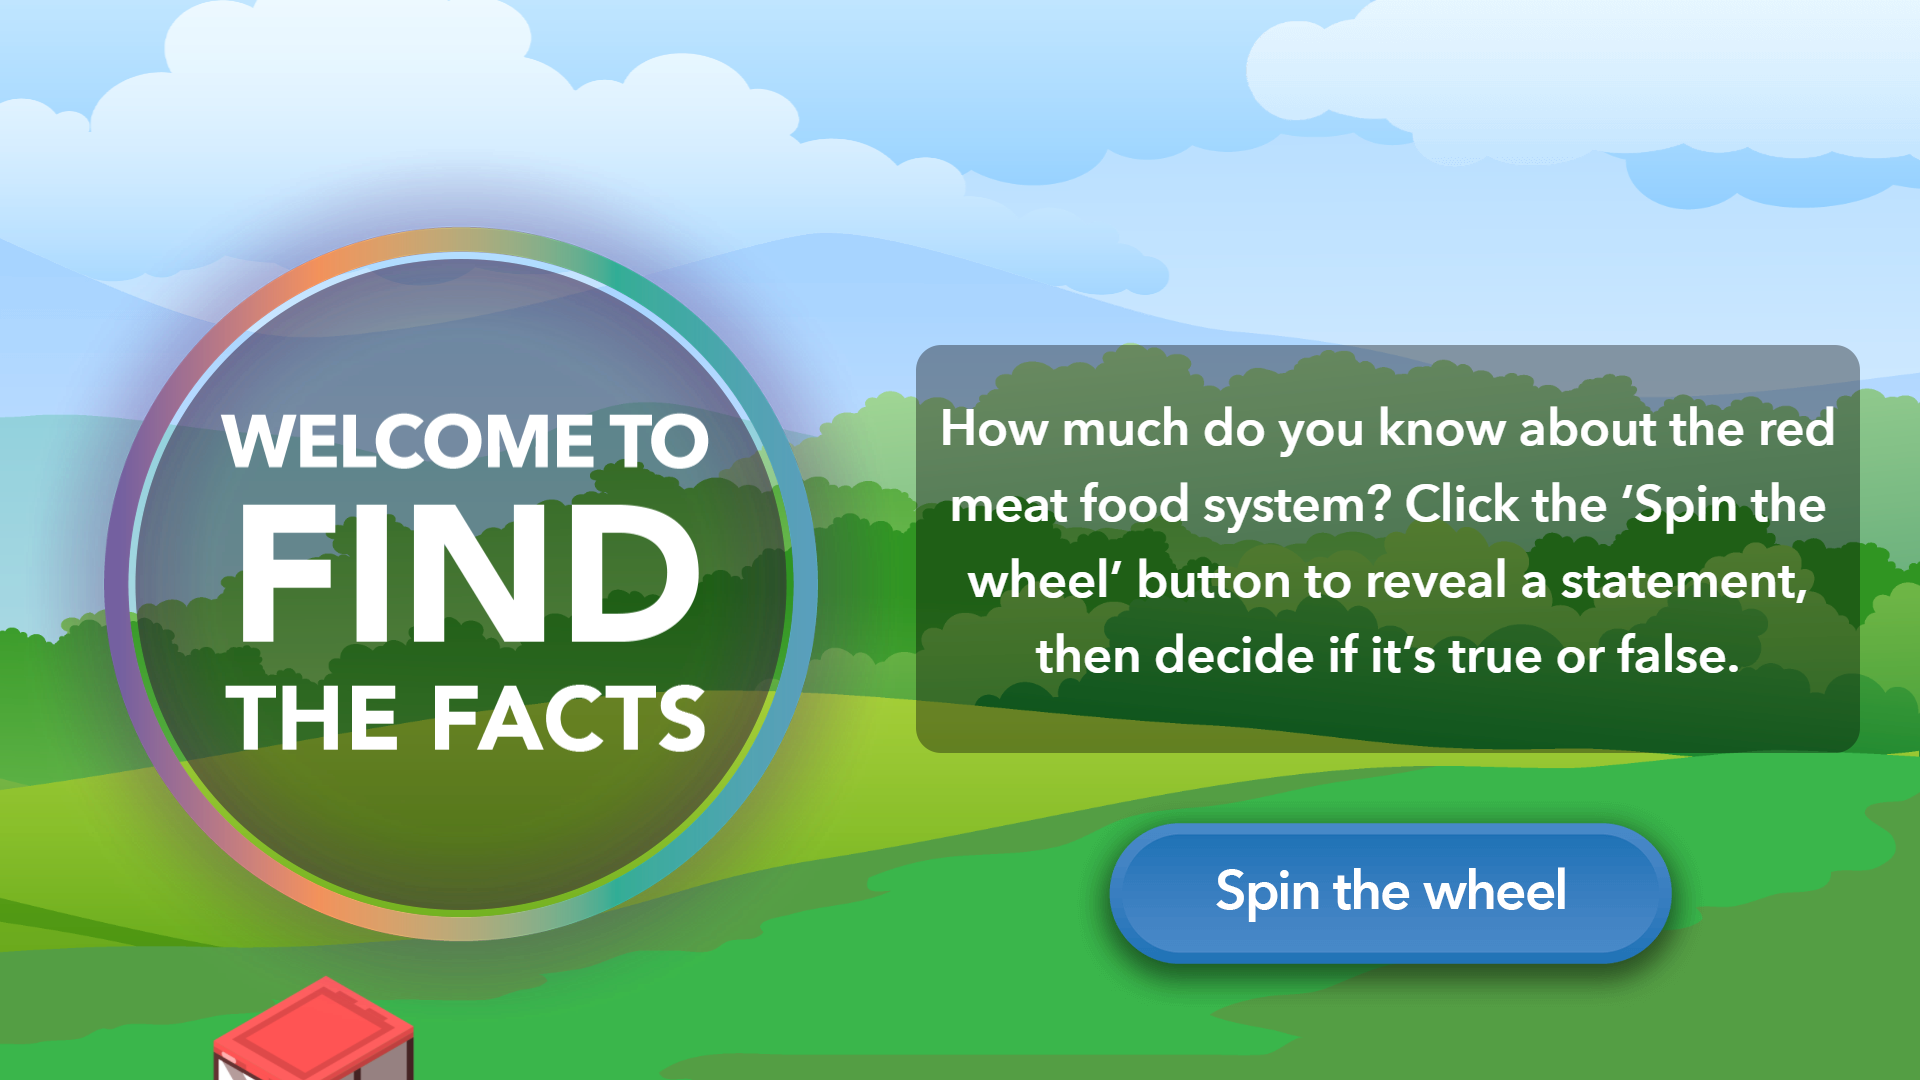 WELCOME TO
FIND
THE FACTS
How much do you know about the red
meat food system? Click the ‘Spin the
wheel’ button to reveal a statement,
then decide if it’s true or false.
Spin the wheel